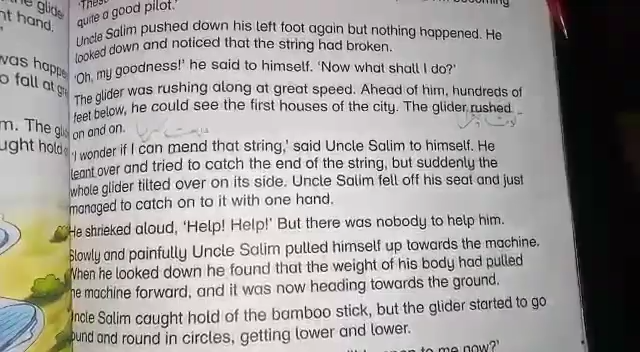 glide
nt hand.
was happe
o fall at
m. The
ught hold
quite a good pilot.'
Uncle Salim pushed down his left foot again but nothing happened. He
looked down and noticed that the string had broken.
'Oh, my goodness!' he said to himself. 'Now what shall I do?'
The glider was rushing along at great speed. Ahead of him, hundreds of
feet below, he could see the first houses of the city. The glider rushed
on and on.
'I wonder if I can mend that string,' said Uncle Salim to himself. He
leant over and tried to catch the end of the string, but suddenly the
whole glider tilted over on its side. Uncle Salim fell off his seat and just
managed to catch on to it with one hand.
He shrieked aloud, 'Help! Help!' But there was nobody to help him.
Slowly and painfully Uncle Salim pulled himself up towards the machine.
When he looked down he found that the weight of his body had pulled
he machine forward, and it was now heading towards the ground.
Uncle Salim caught hold of the bamboo stick, but the glider started to go
ound and round in circles, getting lower and lower.
to me now?'